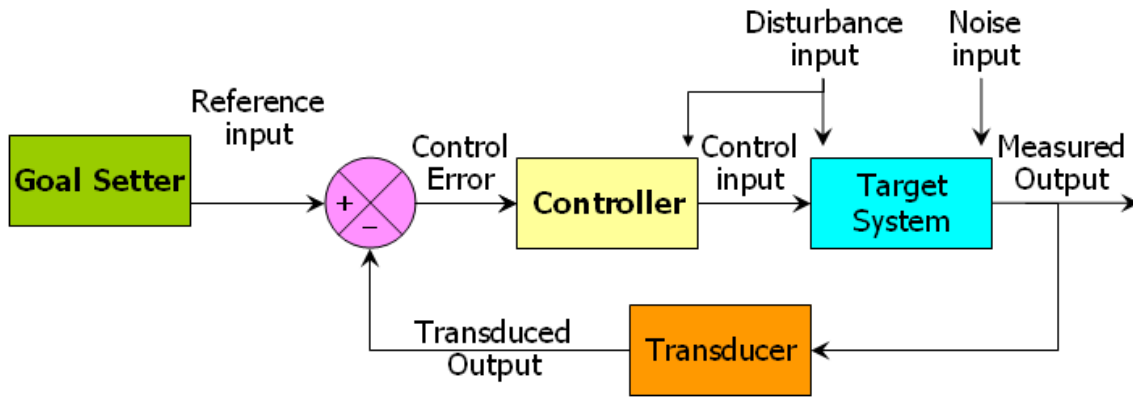 Disturbance
input
Noise
input
Reference
input
Goal Setter
+
−
Control
Error
Controller
Control
input
Target
System
Measured
Output
Transduced
Output
Transducer